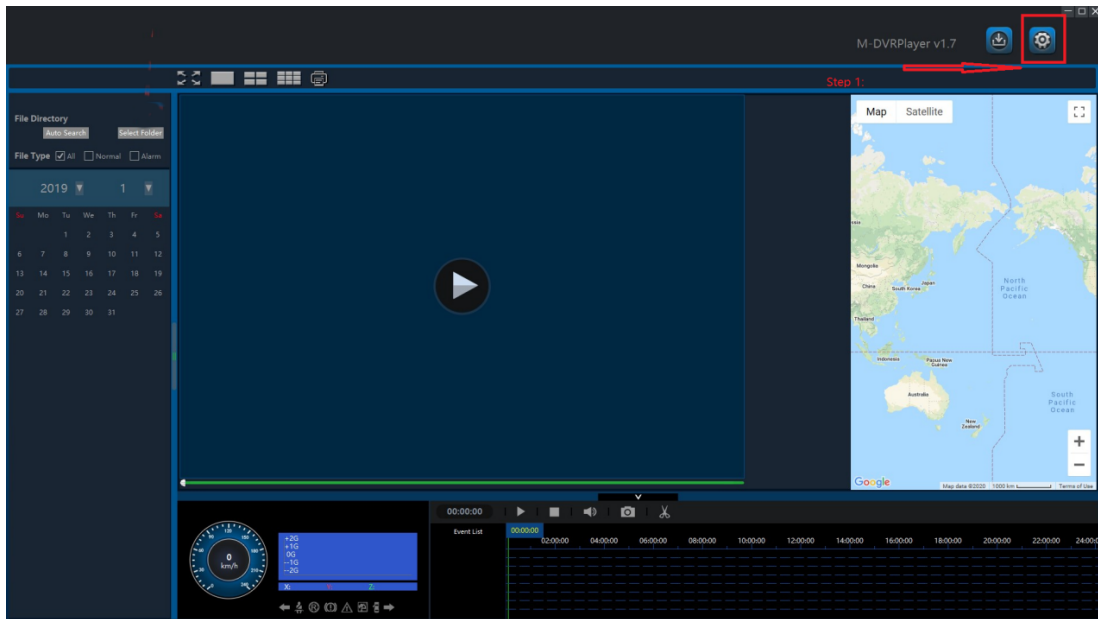 M-DVRPlayer v1.7
Step 1:
File Directory
Auto Search Select Folder
File Type All Normal Alarm
2019 1
Su Mo Tu We Th Fr Sa
1 2 3 4 5
6 7 8 9 10 11 12
13 14 15 16 17 18 19
20 21 22 23 24 25 26
27 28 29 30 31
Map Satellite
Mongolia
China South Korea Japan
North
Pacific
Ocean
Thailand
Indonesia
Papua New
Guinea
Australia
South
Pacific
Ocean
New
Zealand
+
−
Google Map data ©2020 1000 km Terms of Use
00:00:00
Event List 00:00:00
02:00:00 04:00:00 06:00:00 08:00:00 10:00:00 12:00:00 14:00:00 16:00:00 18:00:00 20:00:00 22:00:00 24:00:0
0
km/h
+2G
+1G
0G
--1G
--2G
X: Y: Z: